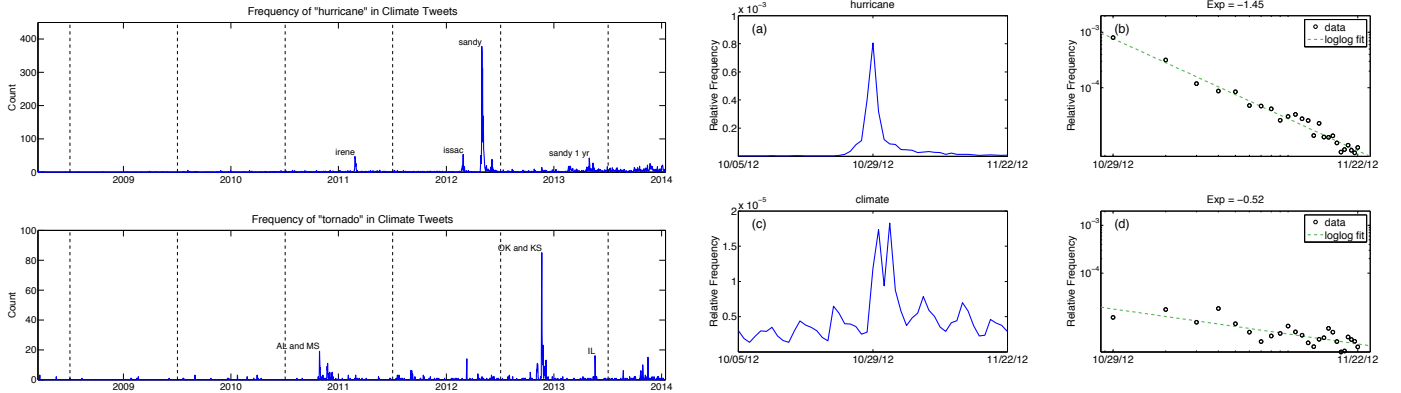 Frequency of "hurricane" in Climate Tweets
Count
400
300
200
100
0
sandy
irene
issac
sandy 1 yr
2009 2010 2011 2012 2013 2014
Frequency of "tornado" in Climate Tweets
Count
100
80
60
40
20
0
OK and KS
AL and MS
IL
2009 2010 2011 2012 2013 2014
hurricane
(a)
x 10⁻³
Relative Frequency
1
0.8
0.6
0.4
0.2
10/05/12 10/29/12 11/22/12
Exp = −1.45
(b)
data
loglog fit
Relative Frequency
10⁻³
10⁻⁴
10/29/12 11/22/12
climate
(c)
x 10⁻⁵
Relative Frequency
2
1.5
1
0.5
10/05/12 10/29/12 11/22/12
Exp = −0.52
(d)
data
loglog fit
Relative Frequency
10⁻³
10⁻⁴
10/29/12 11/22/12